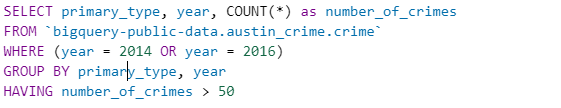 SELECT primary_type, year, COUNT(*) as number_of_crimes
FROM `bigquery-public-data.austin_crime.crime`
WHERE (year = 2014 OR year = 2016)
GROUP BY primary_type, year
HAVING number_of_crimes > 50